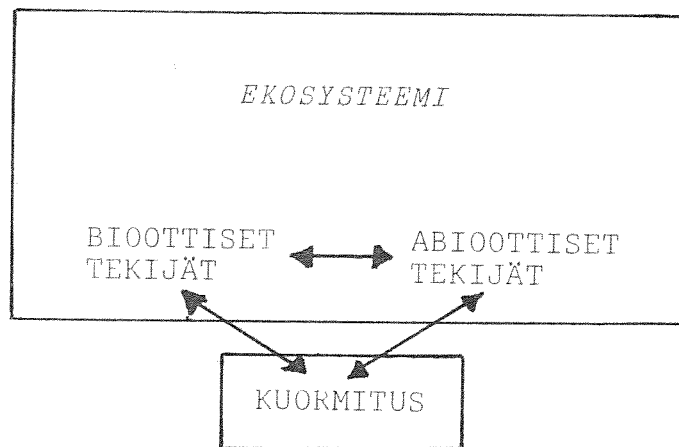 EKOSYSTEEMI
BIOOTTISET
TEKIJÄT
ABIOOTTISET
TEKIJÄT
KUORMITUS